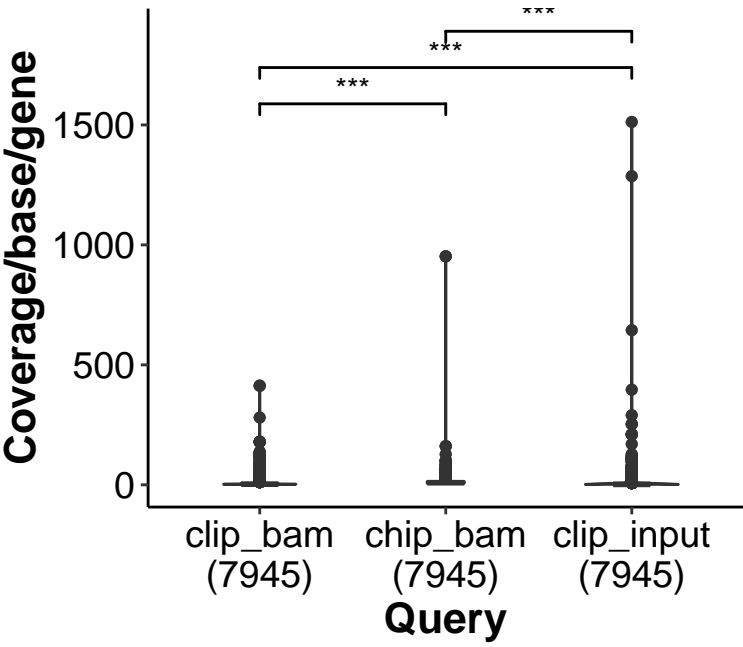 ***
***
***
Coverage/base/gene
1500
1000
500
0
clip_bam chip_bam clip_input
(7945) (7945) (7945)
Query